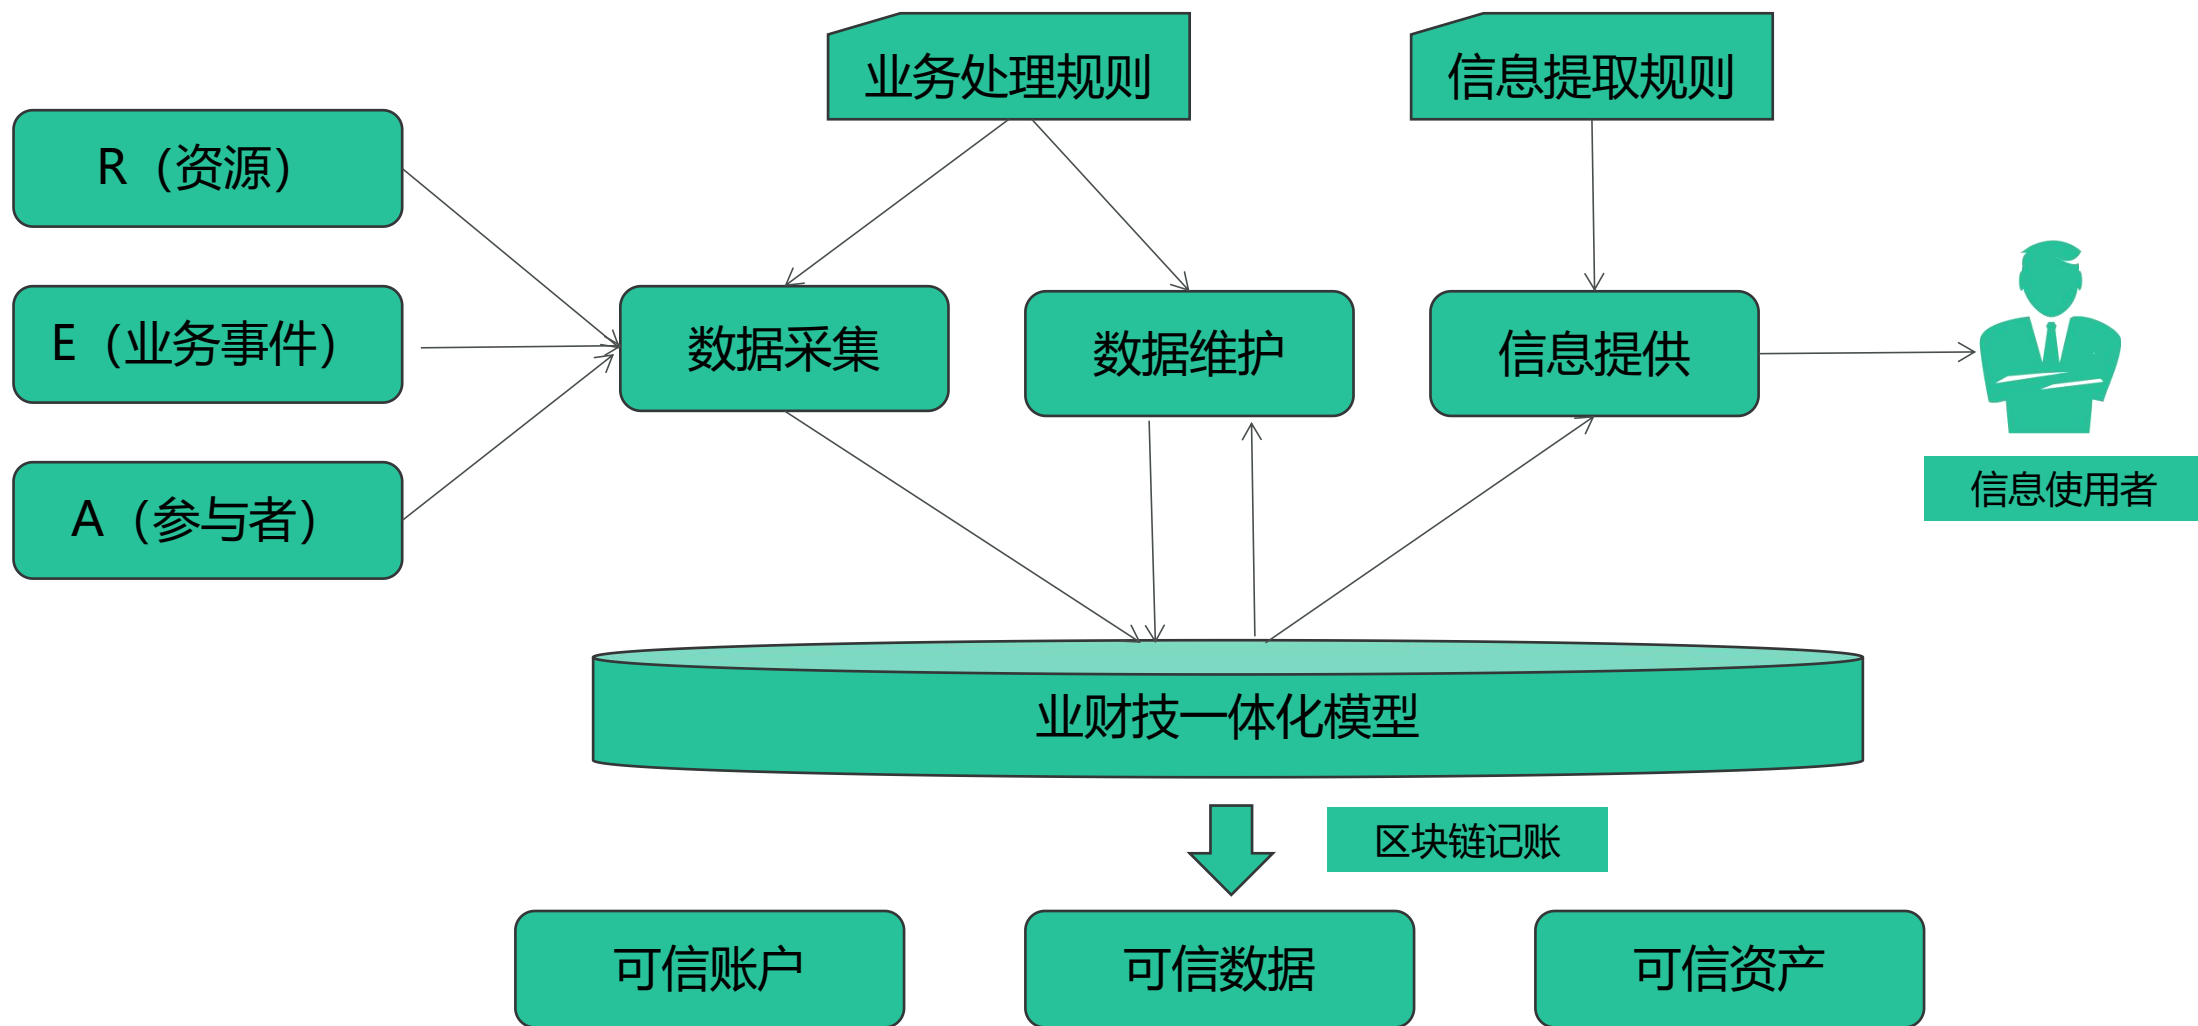 业务处理规则
信息提取规则
R（资源）
E（业务事件）
A（参与者）
数据采集
数据维护
信息提供
信息使用者
业财技一体化模型
区块链记账
可信账户
可信数据
可信资产